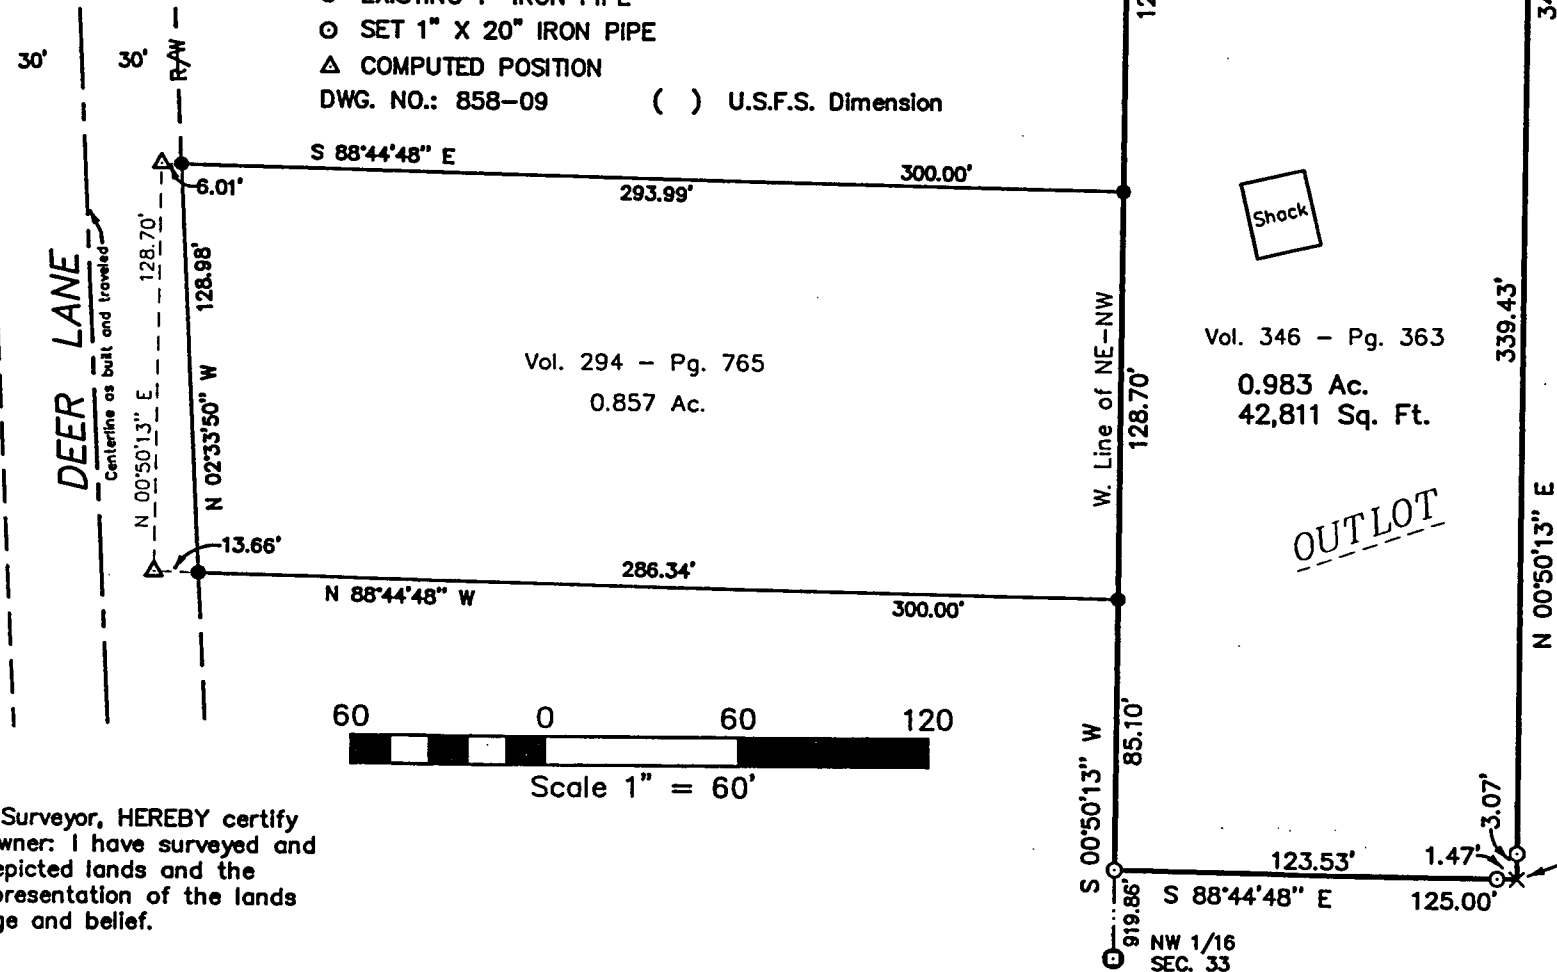 EXISTING 1" IRON PIPE
SET 1" X 20" IRON PIPE
COMPUTED POSITION
DWG. NO.: 858-09 ( ) U.S.F.S. Dimension
30'
30'
R/W
S 88°44'48" E
300.00'
293.99'
6.01'
128.70'
N 00°50'13" E
128.98'
N 02°33'50" W
DEER LANE
Centerline as built and traveled
Vol. 294 - Pg. 765
0.857 Ac.
W. Line of NE-NW
128.70'
Shack
Vol. 346 - Pg. 363
0.983 Ac.
42,811 Sq. Ft.
OUTLOT
339.43'
N 00°50'13" E
13.66'
286.34'
N 88°44'48" W
300.00'
60 0 60 120
Scale 1" = 60'
S 00°50'13" W
85.10'
3.07'
1.47'
123.53'
S 88°44'48" E
125.00'
919.86'
NW 1/16
SEC. 33
Surveyor, HEREBY certify
wner: I have surveyed and
epicted lands and the
presentation of the lands
ge and belief.